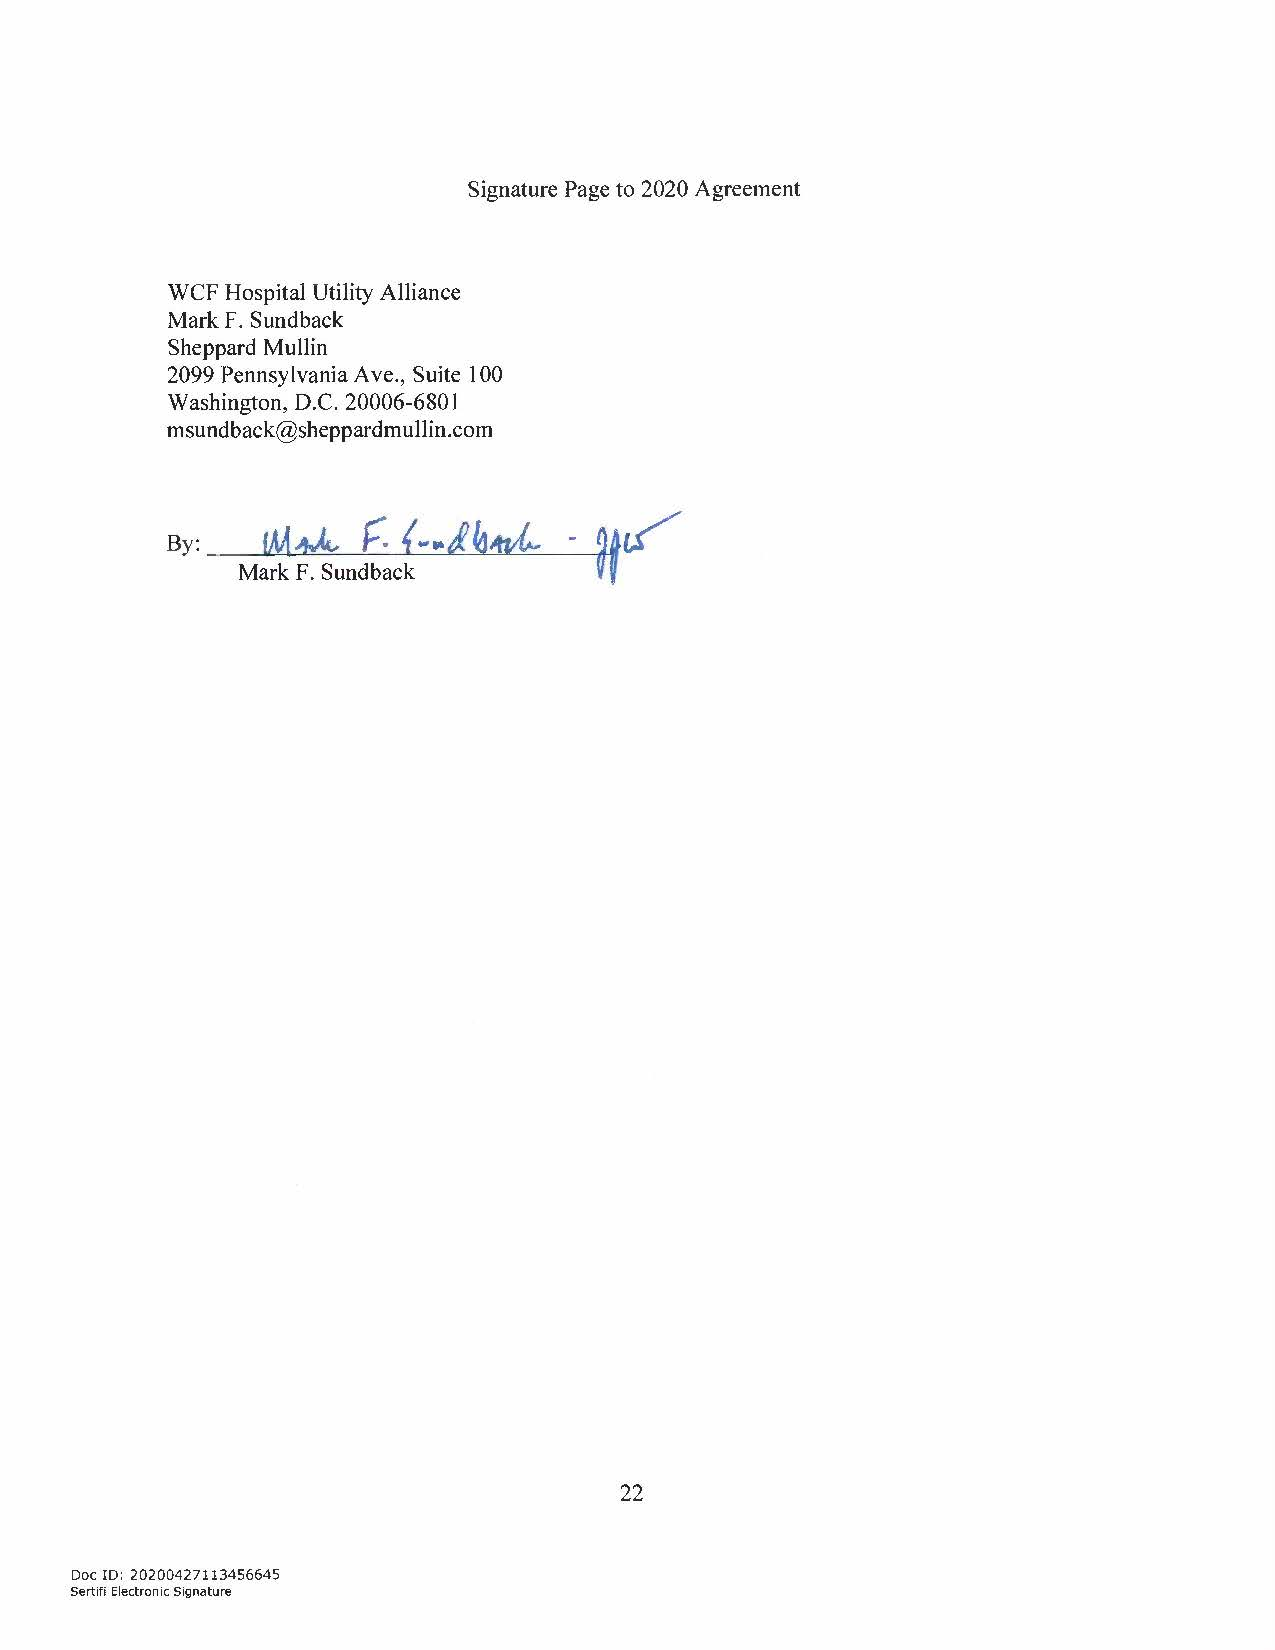 Signature Page to 2020 Agreement
WCF Hospital Utility Alliance
Mark F. Sundback
Sheppard Mullin
2099 Pennsylvania Ave., Suite 100
Washington, D.C. 20006-6801
msundback@sheppardmullin.com
By: Mark F. Sundback -
Mark F. Sundback
22
Doc ID: 20200427113456645
Sertifi Electronic Signature